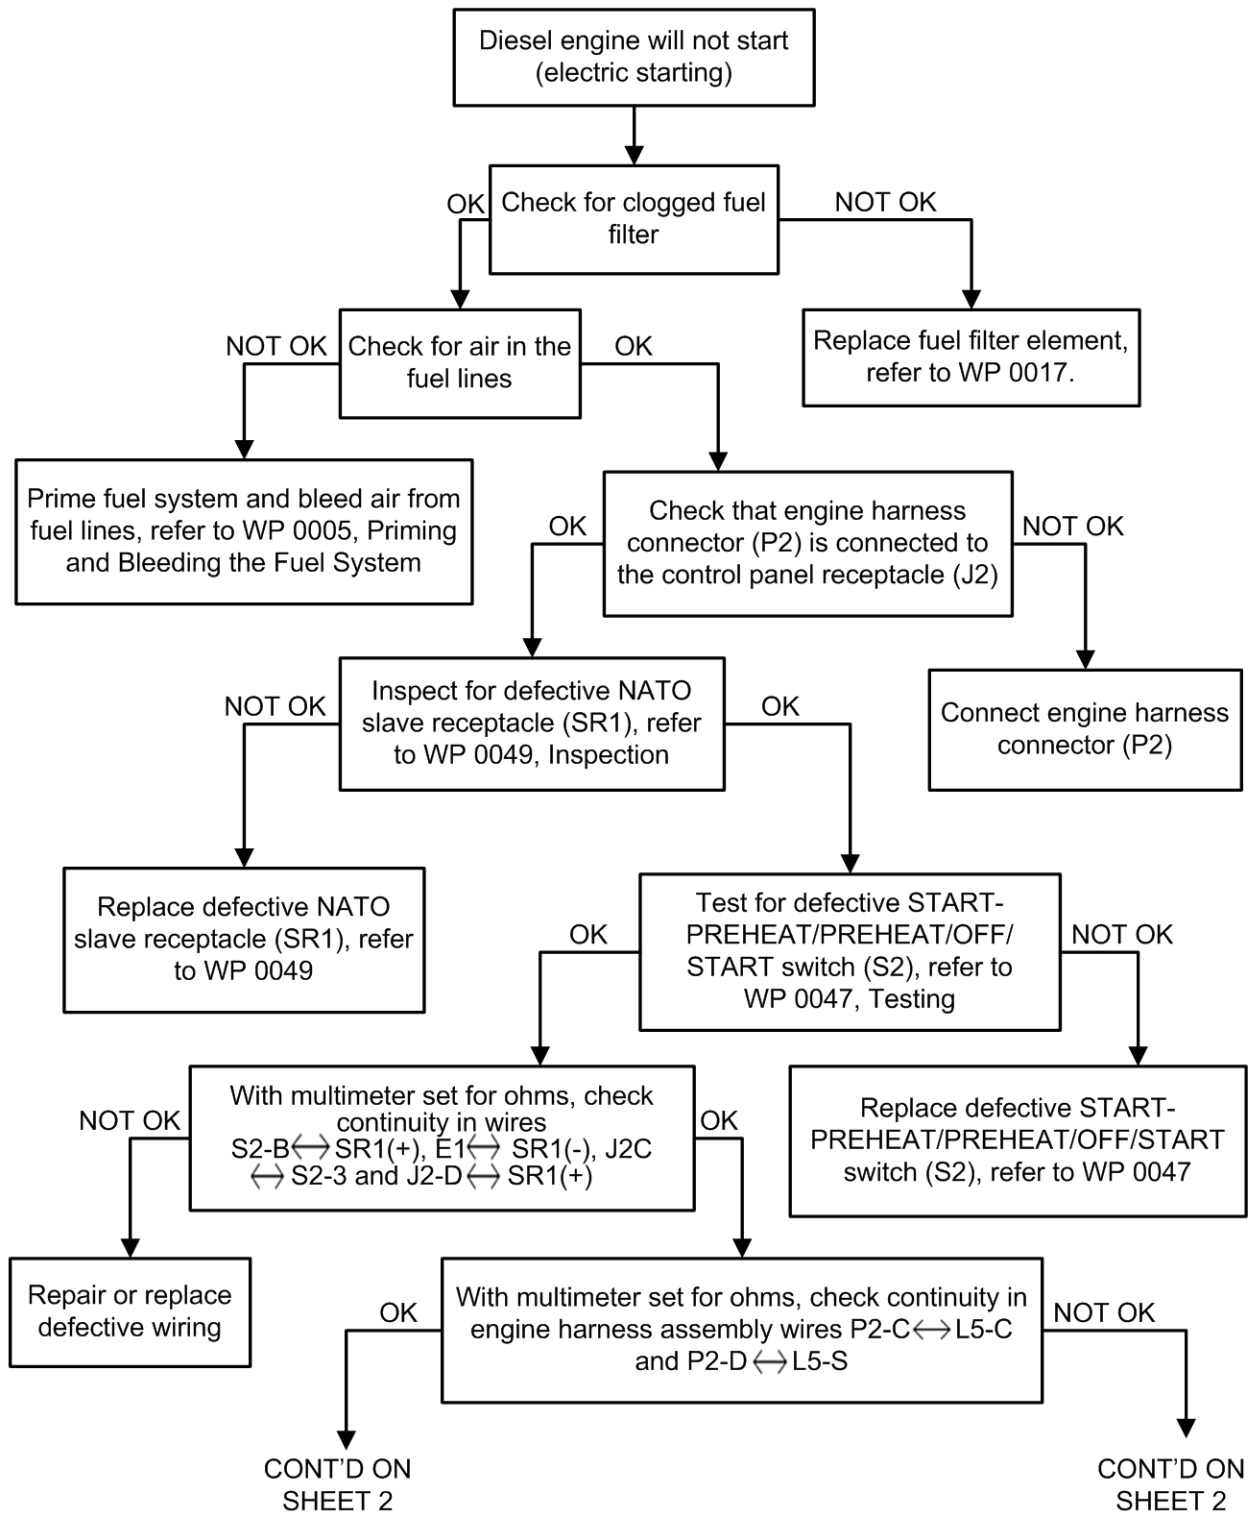 Diesel engine will not start
(electric starting)
OK
Check for clogged fuel
filter
NOT OK
NOT OK
Check for air in the
fuel lines
OK
Replace fuel filter element,
refer to WP 0017.
Prime fuel system and bleed air from
fuel lines, refer to WP 0005, Priming
and Bleeding the Fuel System
OK
Check that engine harness
connector (P2) is connected to
the control panel receptacle (J2)
NOT OK
NOT OK
Inspect for defective NATO
slave receptacle (SR1), refer
to WP 0049, Inspection
OK
Connect engine harness
connector (P2)
Replace defective NATO
slave receptacle (SR1), refer
to WP 0049
OK
Test for defective START-
PREHEAT/PREHEAT/OFF/
START switch (S2), refer to
WP 0047, Testing
NOT OK
NOT OK
With multimeter set for ohms, check
continuity in wires
S2-B↔SR1(+), E1↔ SR1(-), J2C
↔S2-3 and J2-D↔SR1(+)
OK
Replace defective START-
PREHEAT/PREHEAT/OFF/START
switch (S2), refer to WP 0047
Repair or replace
defective wiring
OK
With multimeter set for ohms, check continuity in
engine harness assembly wires P2-C↔L5-C
and P2-D↔L5-S
NOT OK
CONT'D ON
SHEET 2
CONT'D ON
SHEET 2